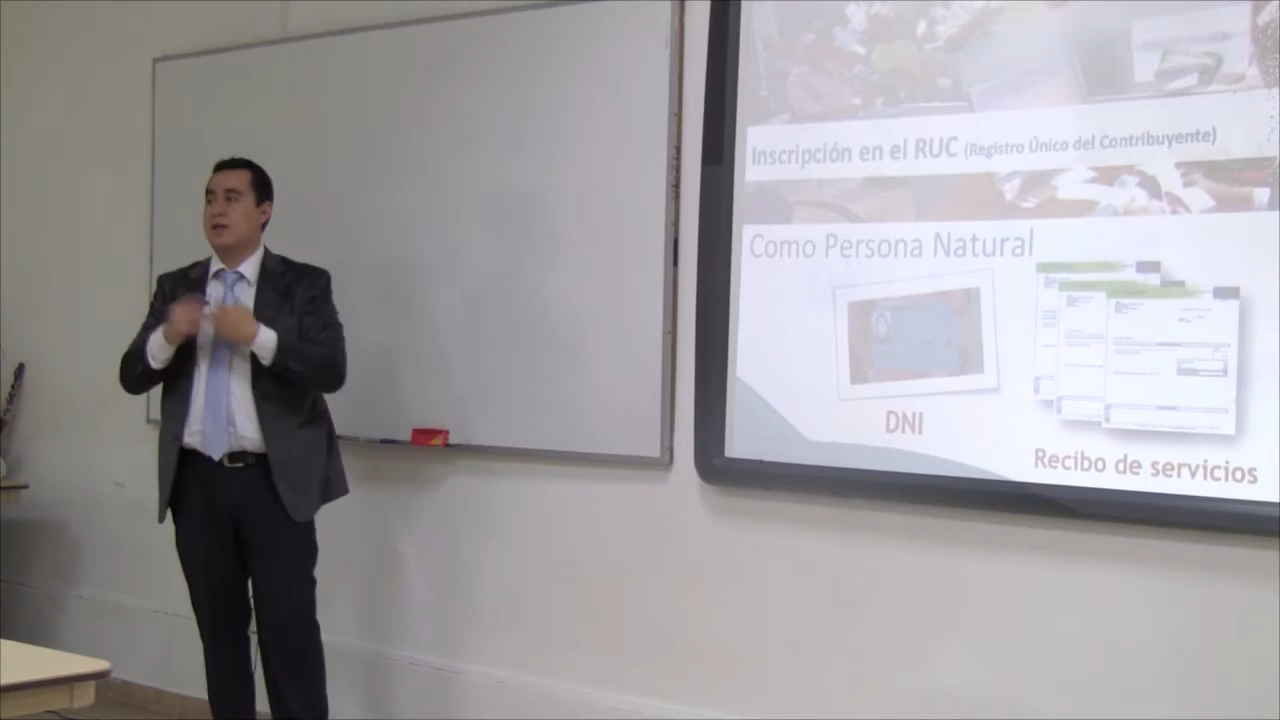 Inscripción en el RUC (Registro Único del Contribuyente)
Como Persona Natural
DNI
Recibo de servicios